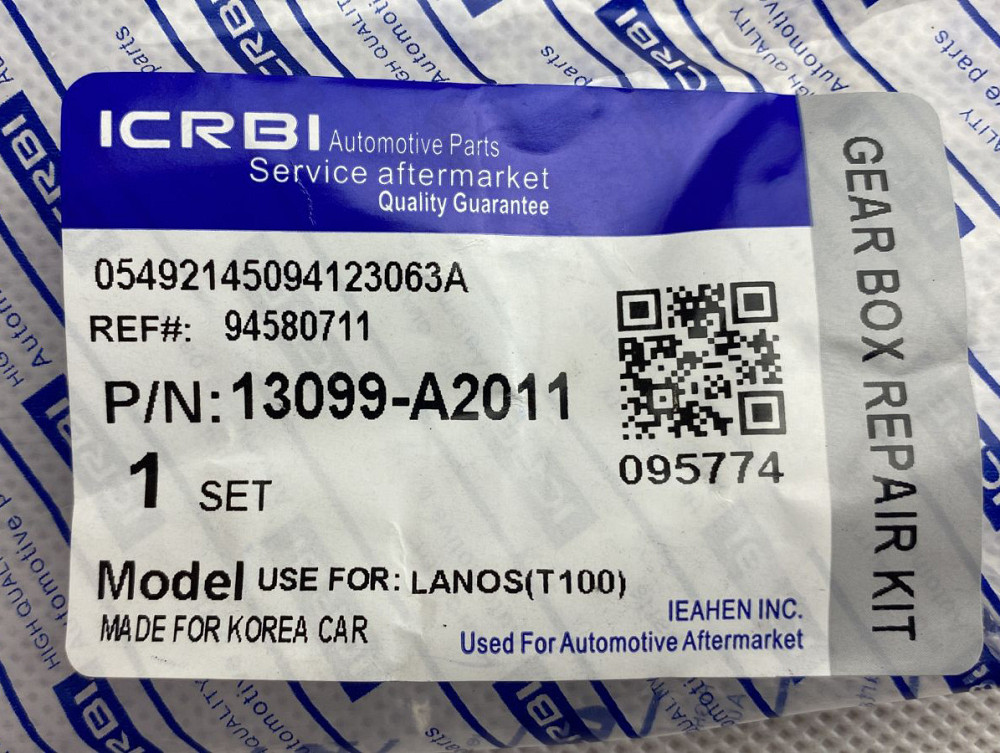 ICRBI Automotive Parts
Service aftermarket
Quality Guarantee
05492145094123063A
REF#: 94580711
P/N:13099-A2011
1 SET
095774
Model USE FOR: LANOS(T100)
MADE FOR KOREA CAR
IEAHEN INC.
Used For Automotive Aftermarket
GEAR BOX REPAIR KIT